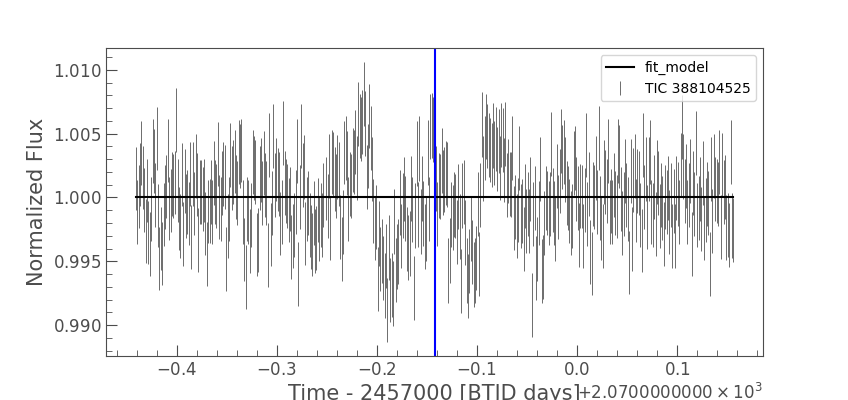 fit_model
TIC 388104525
Normalized Flux
1.010
1.005
1.000
0.995
0.990
−0.4 −0.3 −0.2 −0.1 0.0 0.1
Time - 2457000 [BTJD days]
+2.0700000000 × 10³